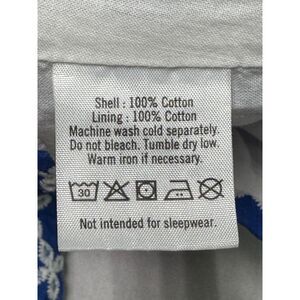 Shell : 100% Cotton
Lining : 100% Cotton
Machine wash cold separately.
Do not bleach. Tumble dry low.
Warm iron if necessary.
30
Not intended for sleepwear.